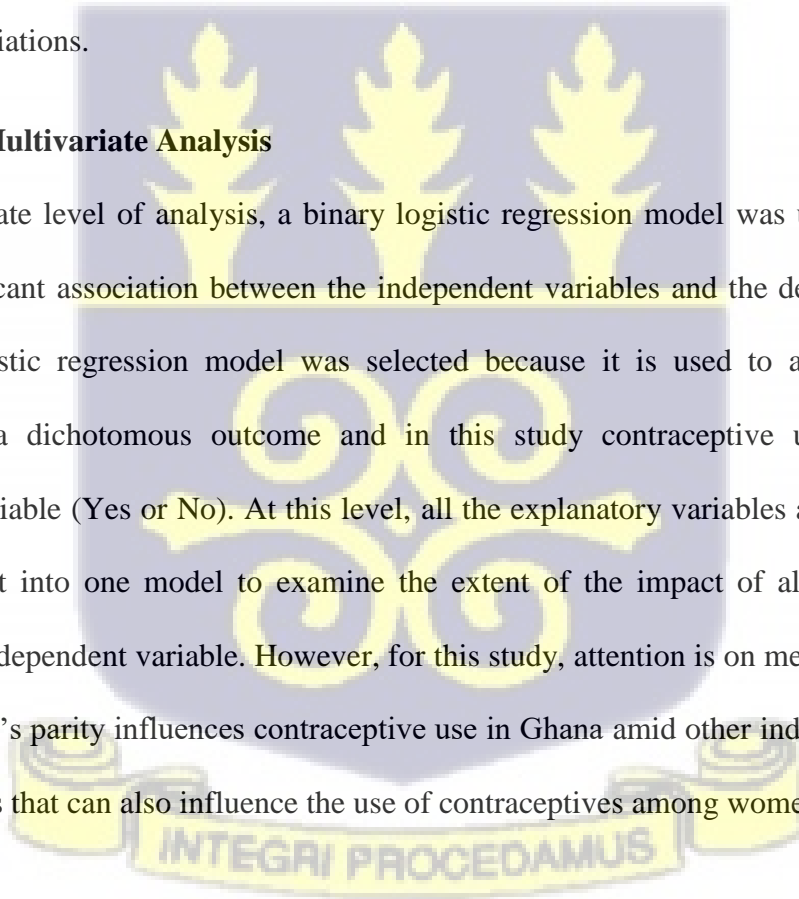 iations.
Multivariate Analysis
ate level of analysis, a binary logistic regression model was
cant association between the independent variables and the de
stic regression model was selected because it is used to a
a dichotomous outcome and in this study contraceptive u
iable (Yes or No). At this level, all the explanatory variables a
t into one model to examine the extent of the impact of al
dependent variable. However, for this study, attention is on me
's parity influences contraceptive use in Ghana amid other ind
s that can also influence the use of contraceptives among wome
INTEGRI PROCEDAMUS